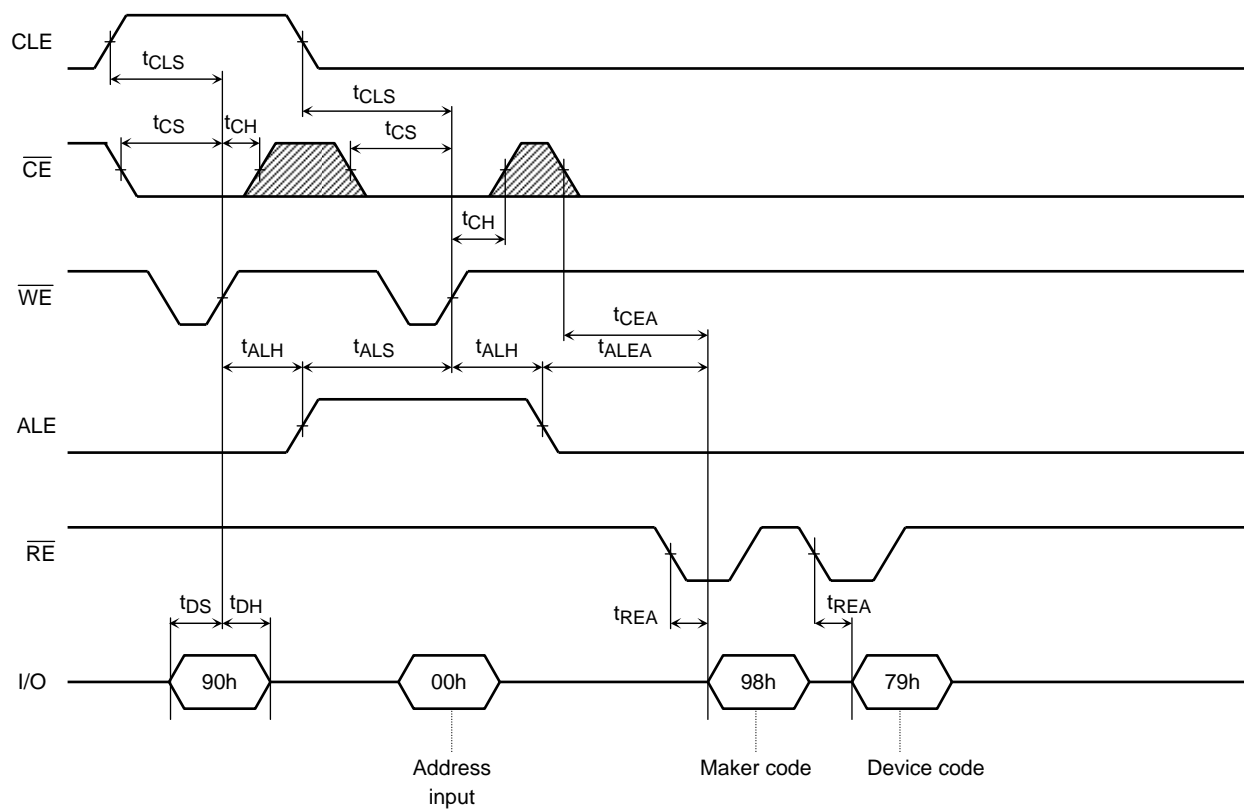 CLE
tCLS
tCLS
tCS
tCH
tCS
CE
tCH
WE
tCEA
tALH
tALS
tALH
tALEA
ALE
RE
tDS
tDH
tREA
tREA
I/O
90h
00h
98h
79h
Address
input
Maker code
Device code